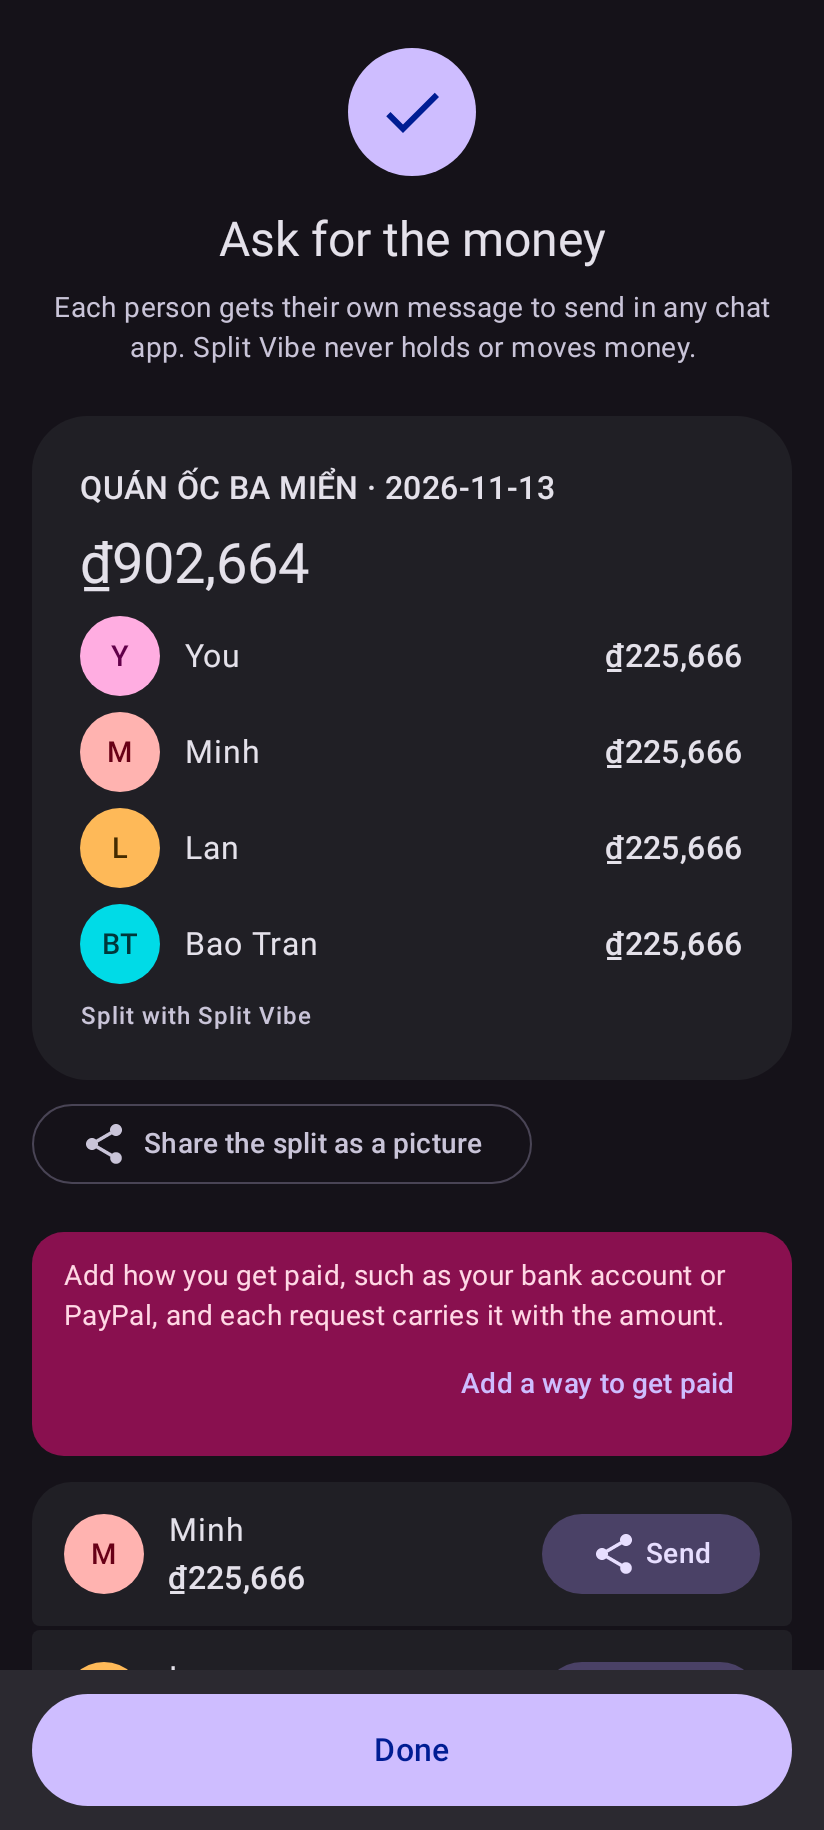 Ask for the money
Each person gets their own message to send in any chat
app. Split Vibe never holds or moves money.
QUÁN ỐC BA MIỂN · 2026-11-13
₫902,664
Y You ₫225,666
M Minh ₫225,666
L Lan ₫225,666
BT Bao Tran ₫225,666
Split with Split Vibe
Share the split as a picture
Add how you get paid, such as your bank account or
PayPal, and each request carries it with the amount.
Add a way to get paid
M Minh
₫225,666
Send
Done